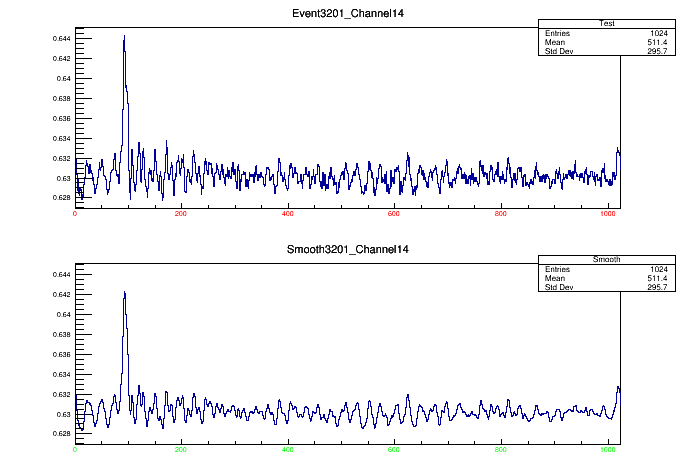 Event3201_Channel14
Test
Entries 1024
Mean 511.4
Std Dev 295.7
0.644
0.642
0.64
0.638
0.636
0.634
0.632
0.63
0.628
0 200 400 600 800 1000
Smooth3201_Channel14
Smooth
Entries 1024
Mean 511.4
Std Dev 295.7
0.644
0.642
0.64
0.638
0.636
0.634
0.632
0.63
0.628
0 200 400 600 800 1000